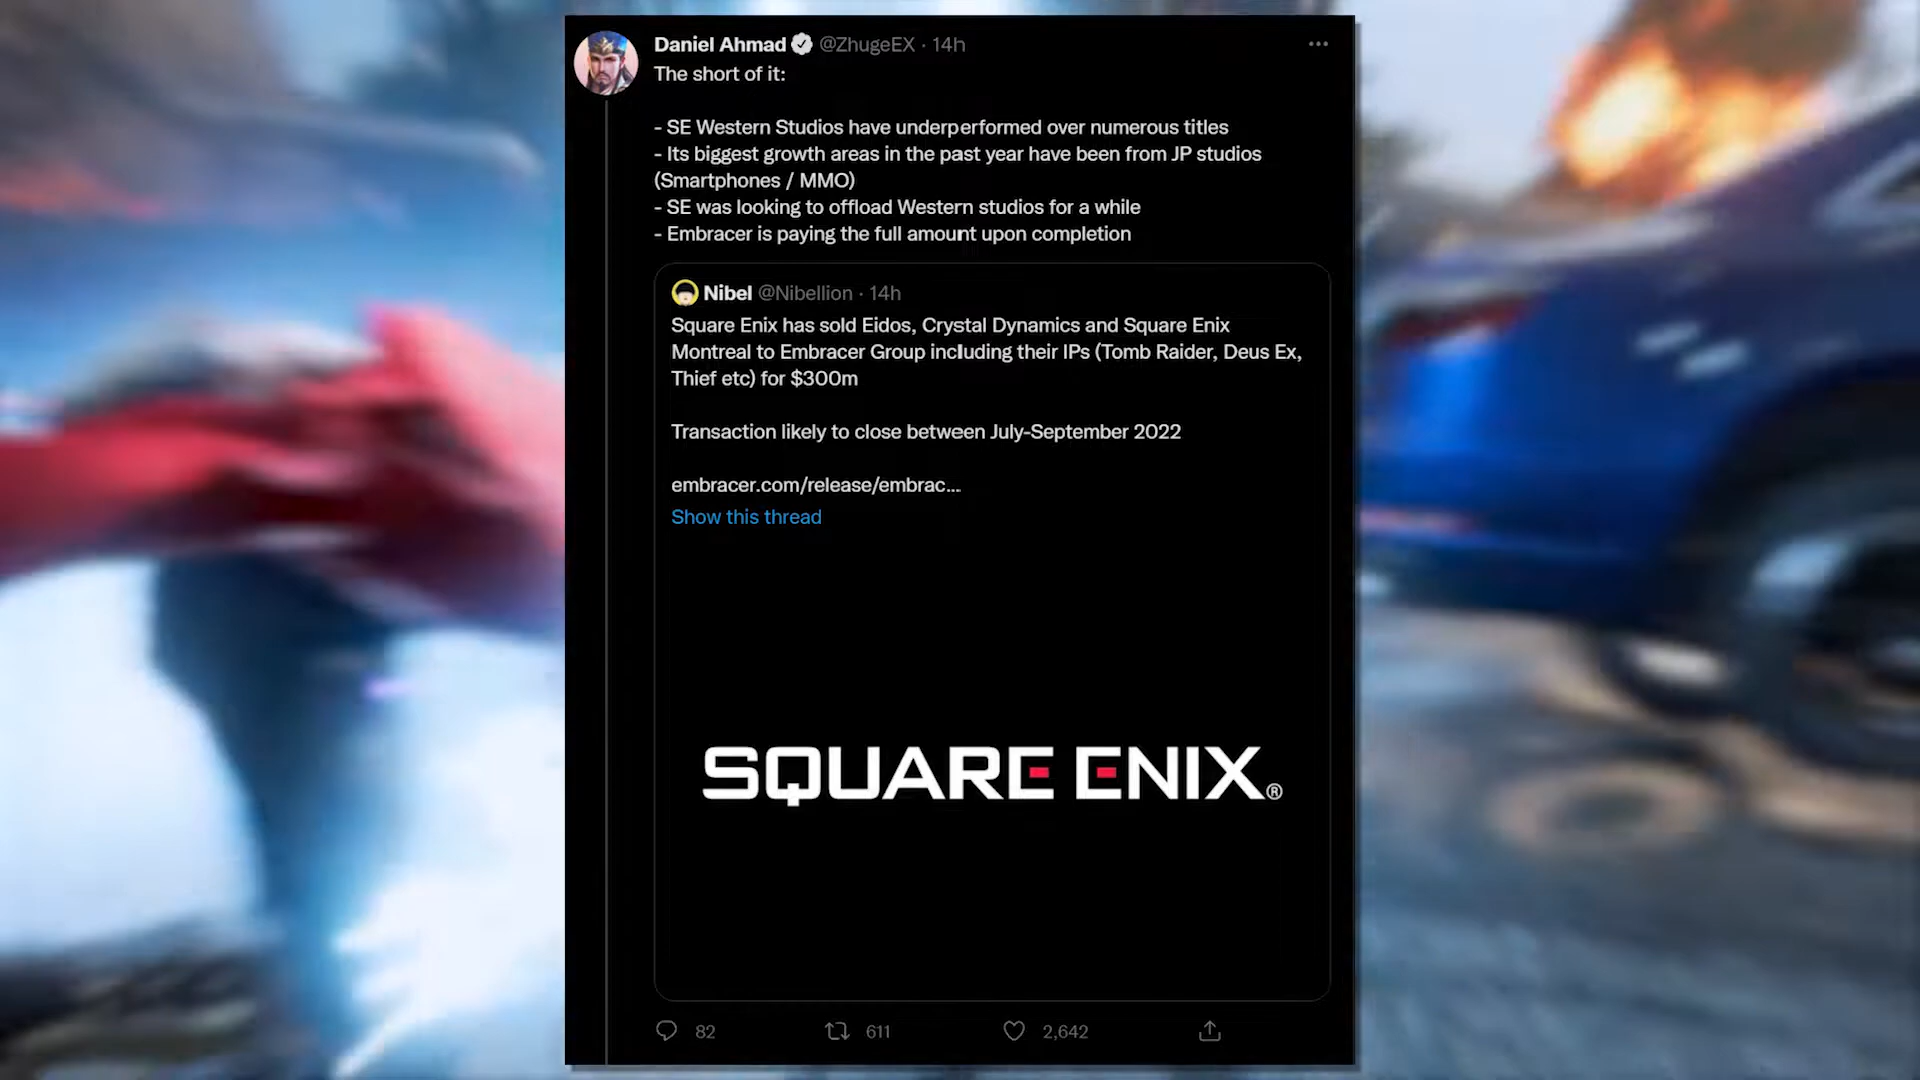 Daniel Ahmad @ZhugeEX · 14h
The short of it:
- SE Western Studios have underperformed over numerous titles
- Its biggest growth areas in the past year have been from JP studios
(Smartphones / MMO)
- SE was looking to offload Western studios for a while
- Embracer is paying the full amount upon completion
Nibel @Nibellion · 14h
Square Enix has sold Eidos, Crystal Dynamics and Square Enix
Montreal to Embracer Group including their IPs (Tomb Raider, Deus Ex,
Thief etc) for $300m
Transaction likely to close between July-September 2022
embracer.com/release/embrac...
Show this thread
SQUARE ENIX®
82 611 2,642